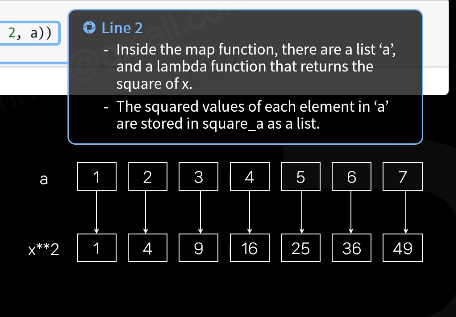 2, a))
Line 2
- Inside the map function, there are a list ‘a’,
and a lambda function that returns the
square of x.
- The squared values of each element in ‘a’
are stored in square_a as a list.
a 1 2 3 4 5 6 7
x**2 1 4 9 16 25 36 49